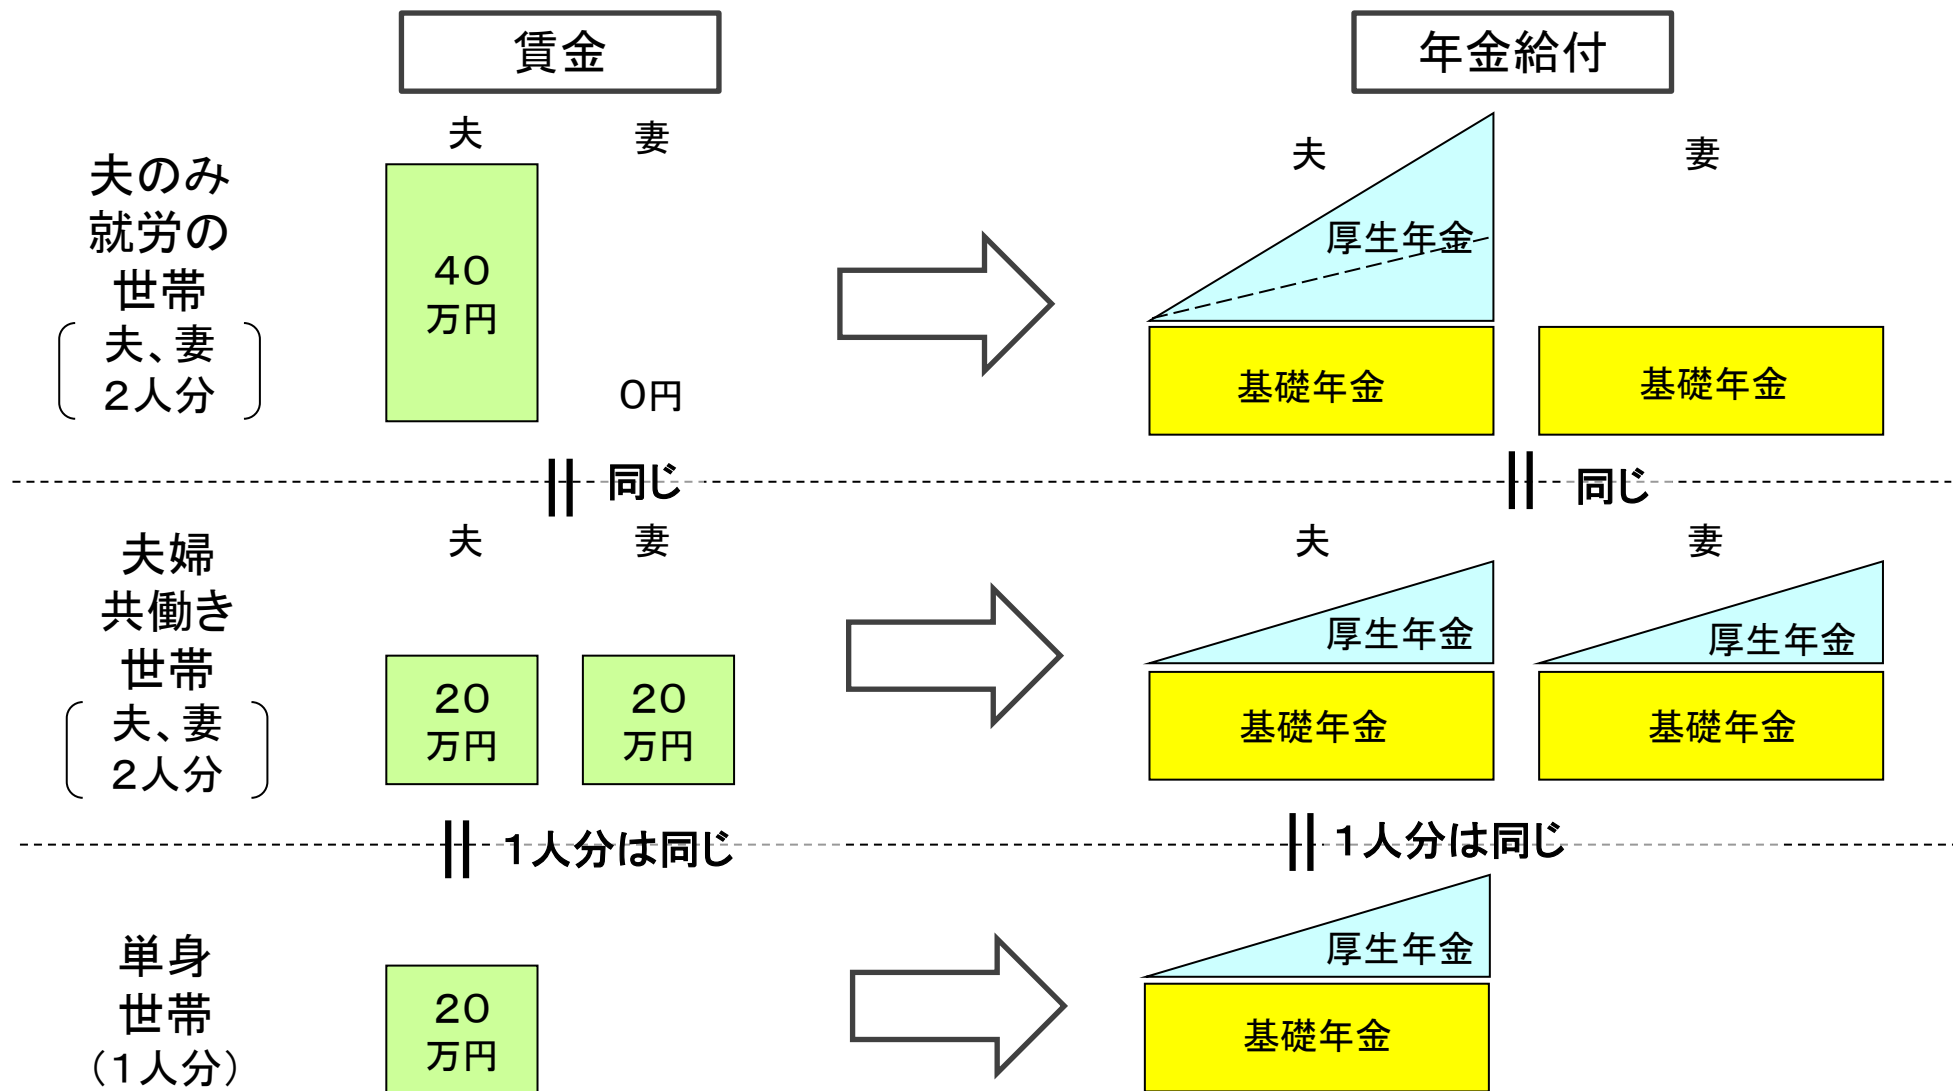 賃金
年金給付
夫
妻
夫
妻
夫のみ
就労の
世帯
夫、妻
2人分
40
万円
0円
厚生年金
基礎年金
基礎年金
同じ
同じ
夫
妻
夫
妻
夫婦
共働き
世帯
夫、妻
2人分
20
万円
20
万円
厚生年金
厚生年金
基礎年金
基礎年金
1人分は同じ
1人分は同じ
単身
世帯
(1人分)
20
万円
厚生年金
基礎年金